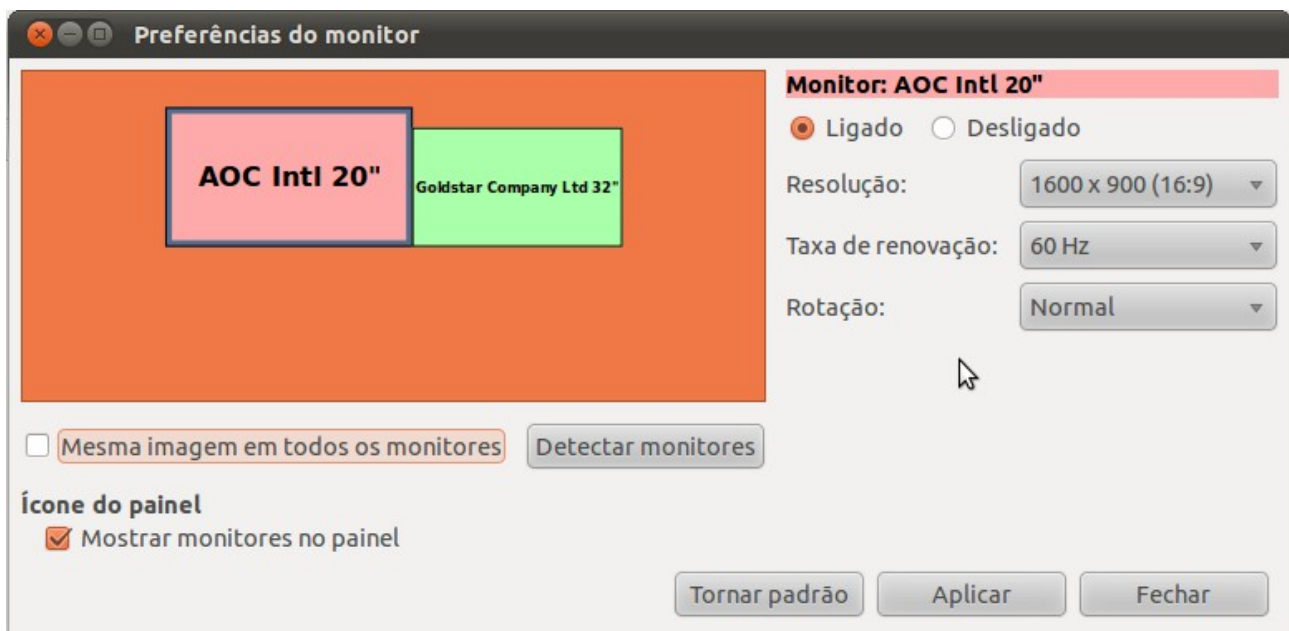 Preferências do monitor
AOC Intl 20"
Goldstar Company Ltd 32"
Monitor: AOC Intl 20"
Ligado Desligado
Resolução: 1600 x 900 (16:9)
Taxa de renovação: 60 Hz
Rotação: Normal
Mesma imagem em todos os monitores Detectar monitores
Ícone do painel
Mostrar monitores no painel
Tornar padrão Aplicar Fechar